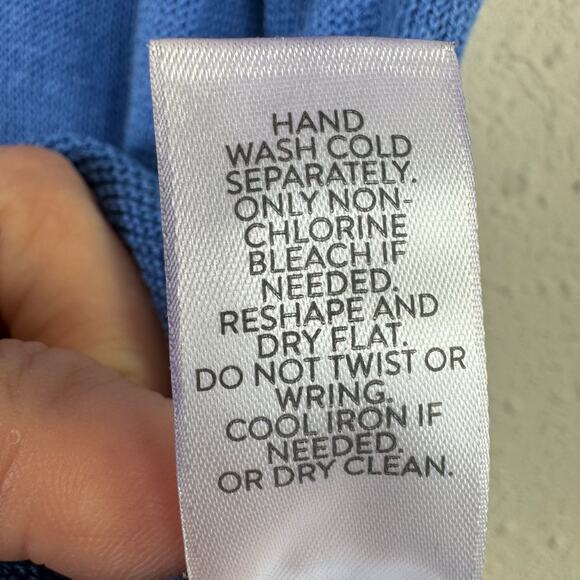 HAND
WASH COLD
SEPARATELY.
ONLY NON-
CHLORINE
BLEACH IF
NEEDED.
RESHAPE AND
DRY FLAT.
DO NOT TWIST OR
WRING.
COOL IRON IF
NEEDED.
OR DRY CLEAN.